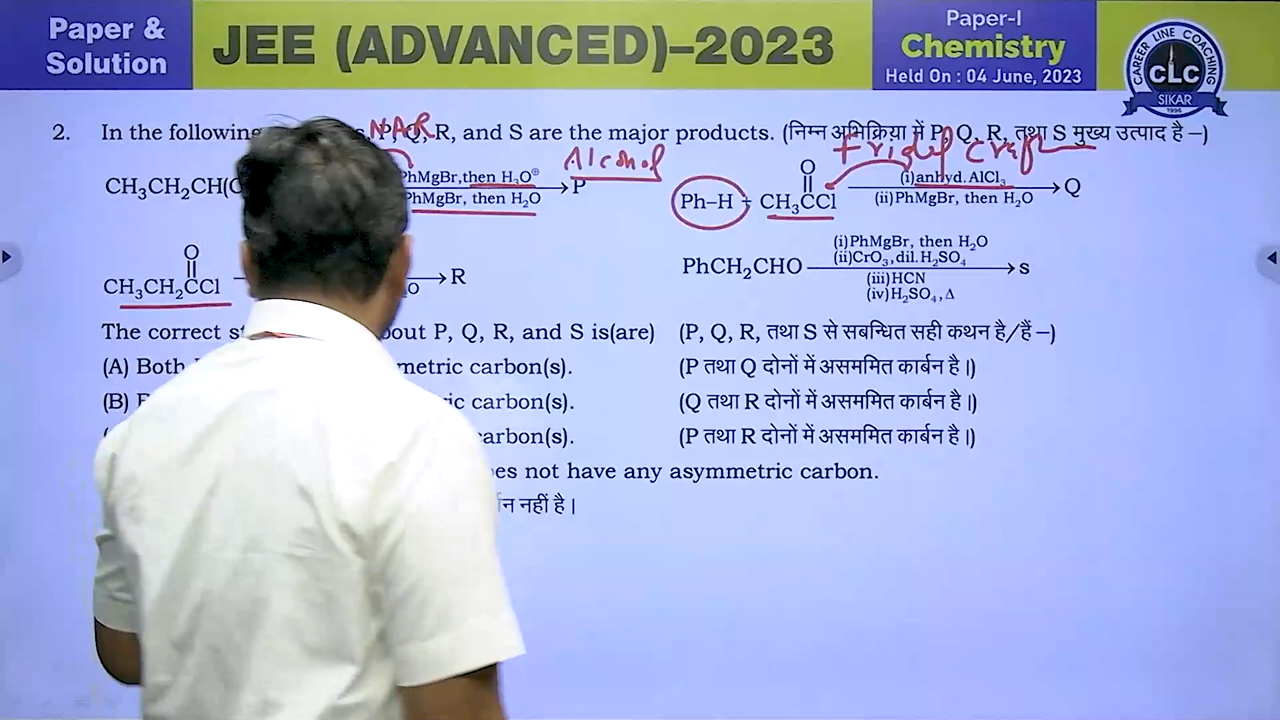 Paper &
Solution
JEE (ADVANCED)–2023
Paper-I
Chemistry
Held On : 04 June, 2023
CAREER LINE COACHING
CLC
SIKAR
1996
2. In the following P, Q, R, and S are the major products. (निम्न अभिक्रिया में P, Q, R, तथा S मुख्य उत्पाद है –)
NAR
Alcohol
CH₃CH₂CH(C PhMgBr,then H₃O⊕ P
PhMgBr, then H₂O
Ph–H + CH₃CCl (i)anhyd.AlCl₃ Q
O
(ii)PhMgBr, then H₂O
O
CH₃CH₂CCl R
PhCH₂CHO (i)PhMgBr, then H₂O
(ii)CrO₃,dil.H₂SO₄ s
(iii)HCN
(iv)H₂SO₄,Δ
The correct about P, Q, R, and S is(are) (P, Q, R, तथा S से सबन्धित सही कथन है/हैं –)
(A) Both metric carbon(s). (P तथा Q दोनों में असममित कार्बन है।)
(B) ic carbon(s). (Q तथा R दोनों में असममित कार्बन है।)
carbon(s). (P तथा R दोनों में असममित कार्बन है।)
es not have any asymmetric carbon.
नहीं है।